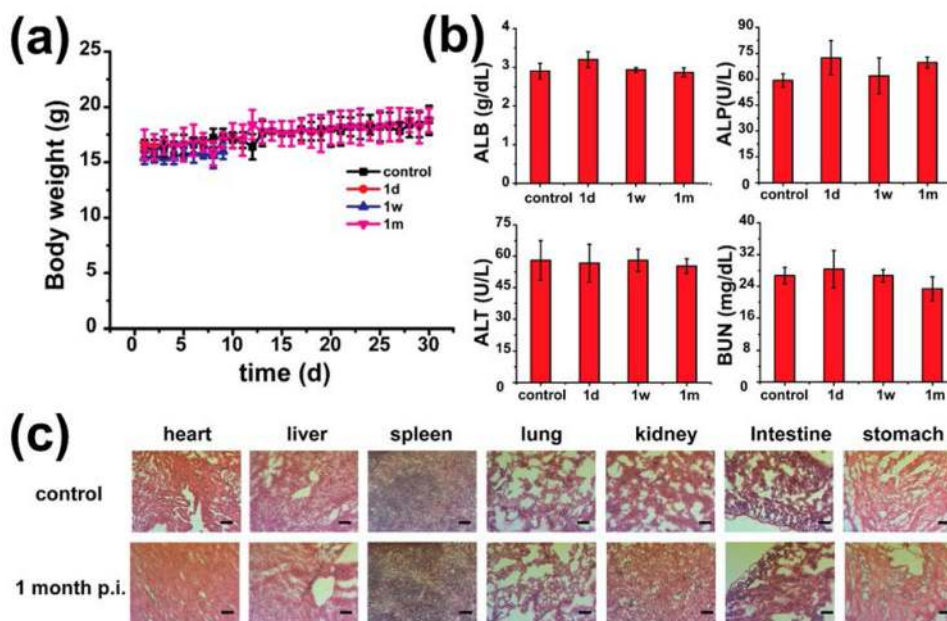 (a)
25
20
15
10
5
0
Body weight (g)
control
1d
1w
1m
0 5 10 15 20 25 30
time (d)
(b)
4
3
2
1
0
ALB (g/dL)
control 1d 1w 1m
90
75
60
45
30
15
0
ALP(U/L)
control 1d 1w 1m
75
60
45
30
15
0
ALT (U/L)
control 1d 1w 1m
40
32
24
16
8
0
BUN (mg/dL)
control 1d 1w 1m
(c)
heart liver spleen lung kidney Intestine stomach
control
1 month p.i.